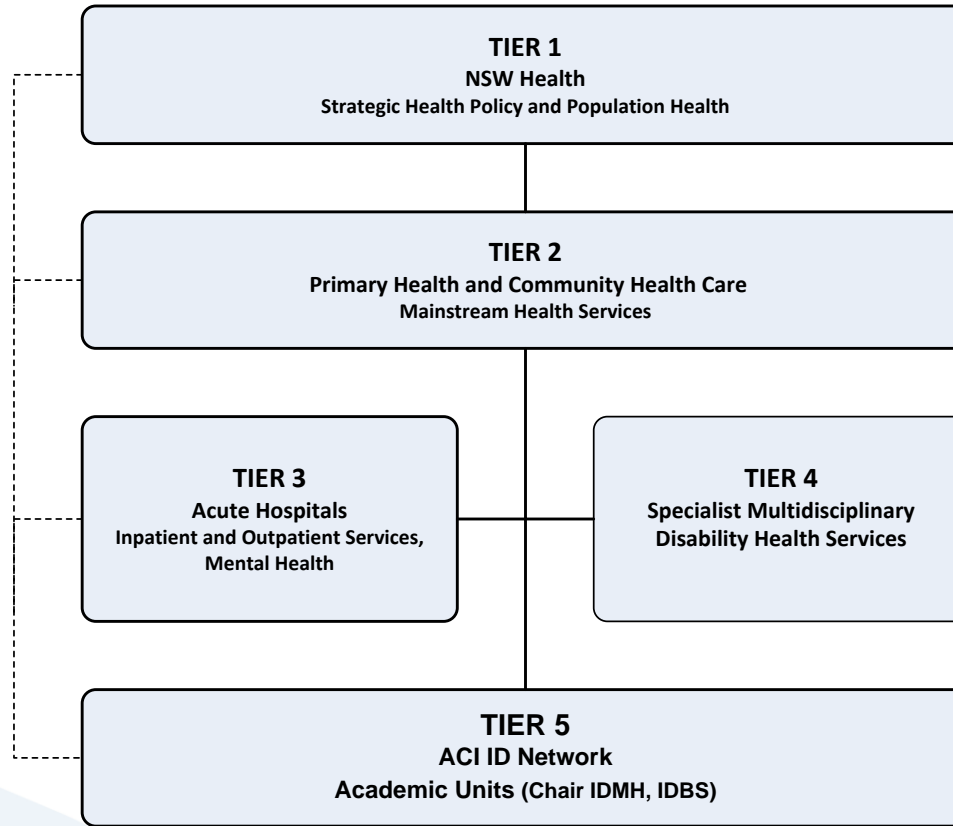 TIER 1
NSW Health
Strategic Health Policy and Population Health
TIER 2
Primary Health and Community Health Care
Mainstream Health Services
TIER 3
Acute Hospitals
Inpatient and Outpatient Services,
Mental Health
TIER 4
Specialist Multidisciplinary
Disability Health Services
TIER 5
ACI ID Network
Academic Units (Chair IDMH, IDBS)